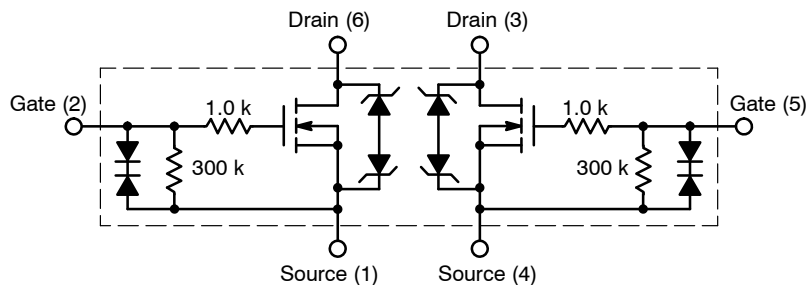 Drain (6)
Drain (3)
Gate (2)
1.0 k
1.0 k
Gate (5)
300 k
300 k
Source (1)
Source (4)